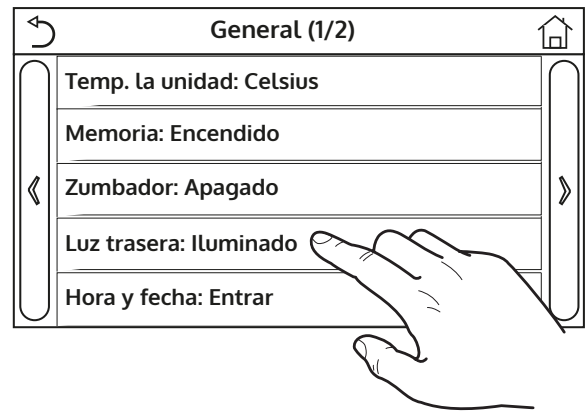 General (1/2)
Temp. la unidad: Celsius
Memoria: Encendido
Zumbador: Apagado
Luz trasera: Iluminado
Hora y fecha: Entrar